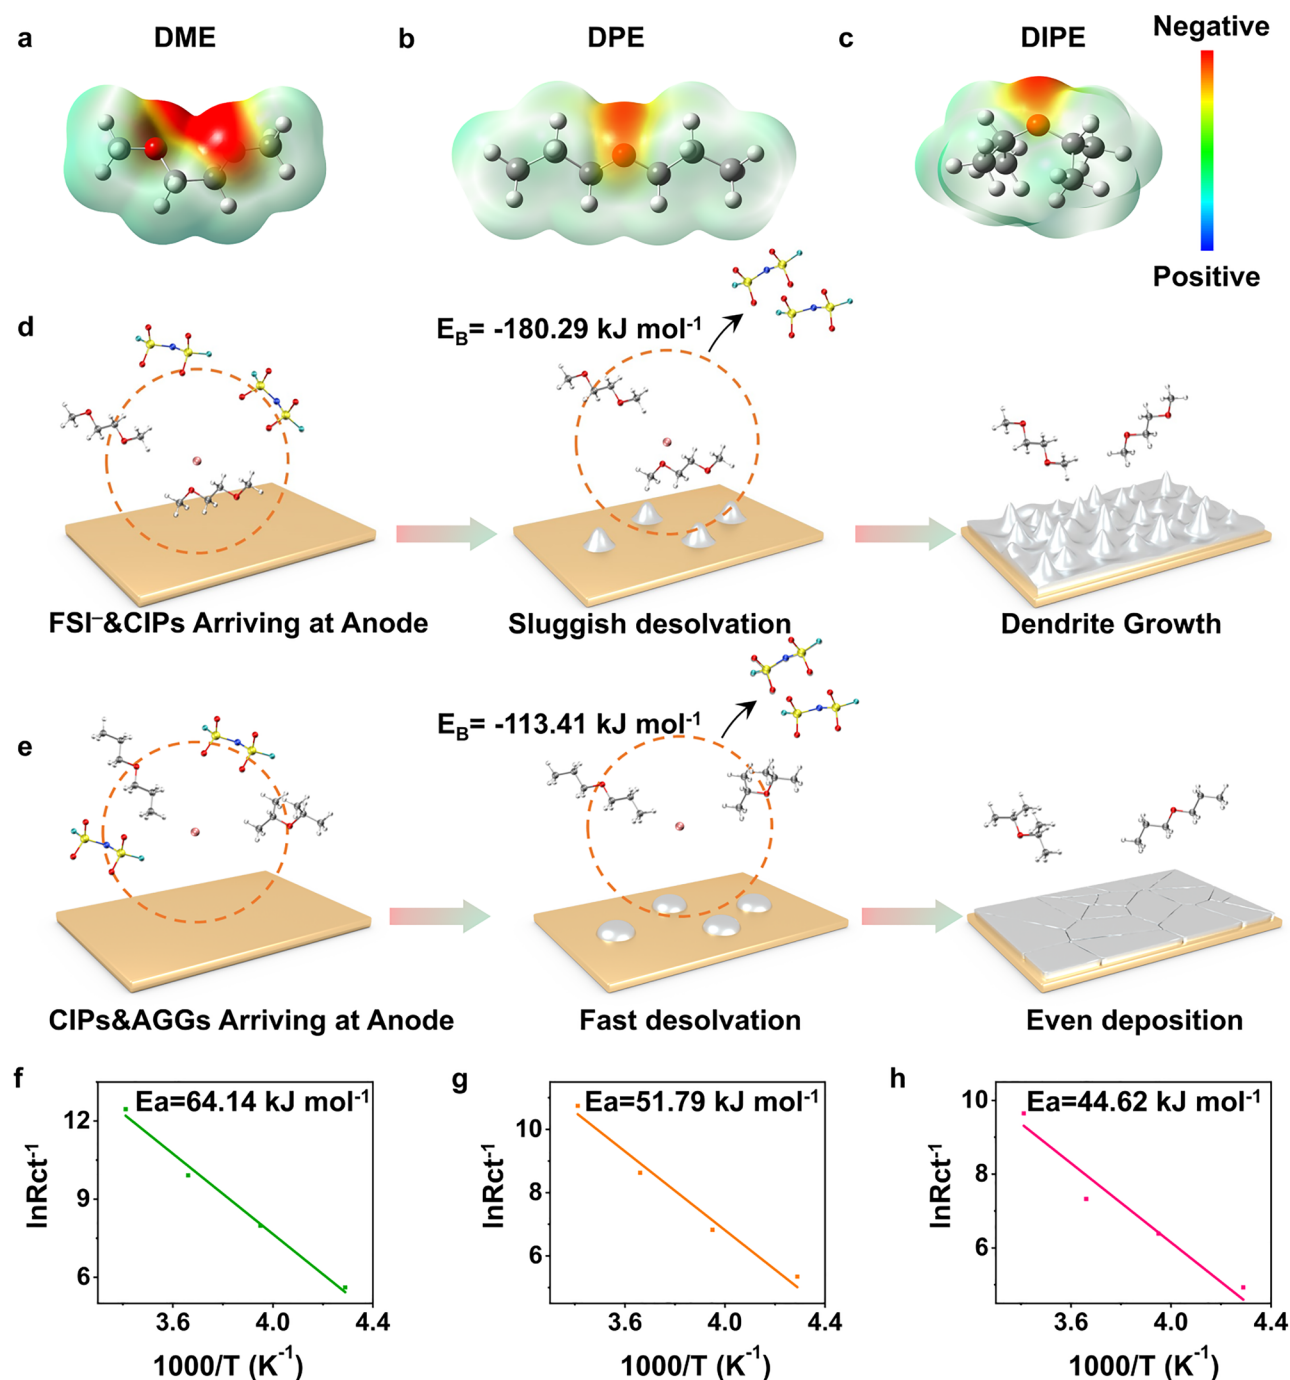 a DME
b DPE
c DIPE
Negative
Positive
d
E_B= -180.29 kJ mol⁻¹
FSI⁻&CIPs Arriving at Anode
Sluggish desolvation
Dendrite Growth
e
E_B= -113.41 kJ mol⁻¹
CIPs&AGGs Arriving at Anode
Fast desolvation
Even deposition
f
Ea=64.14 kJ mol⁻¹
12
9
6
lnRct⁻¹
3.6 4.0 4.4
1000/T (K⁻¹)
g
Ea=51.79 kJ mol⁻¹
10
8
6
lnRct⁻¹
3.6 4.0 4.4
1000/T (K⁻¹)
h
Ea=44.62 kJ mol⁻¹
10
8
6
lnRct⁻¹
3.6 4.0 4.4
1000/T (K⁻¹)